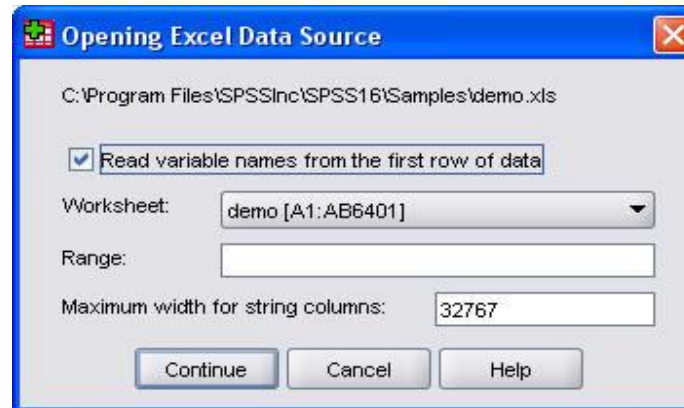 Opening Excel Data Source
C:\Program Files\SPSSInc\SPSS16\Samples\demo.xls
Read variable names from the first row of data
Worksheet: demo [A1:AB6401]
Range:
Maximum width for string columns: 32767
Continue Cancel Help